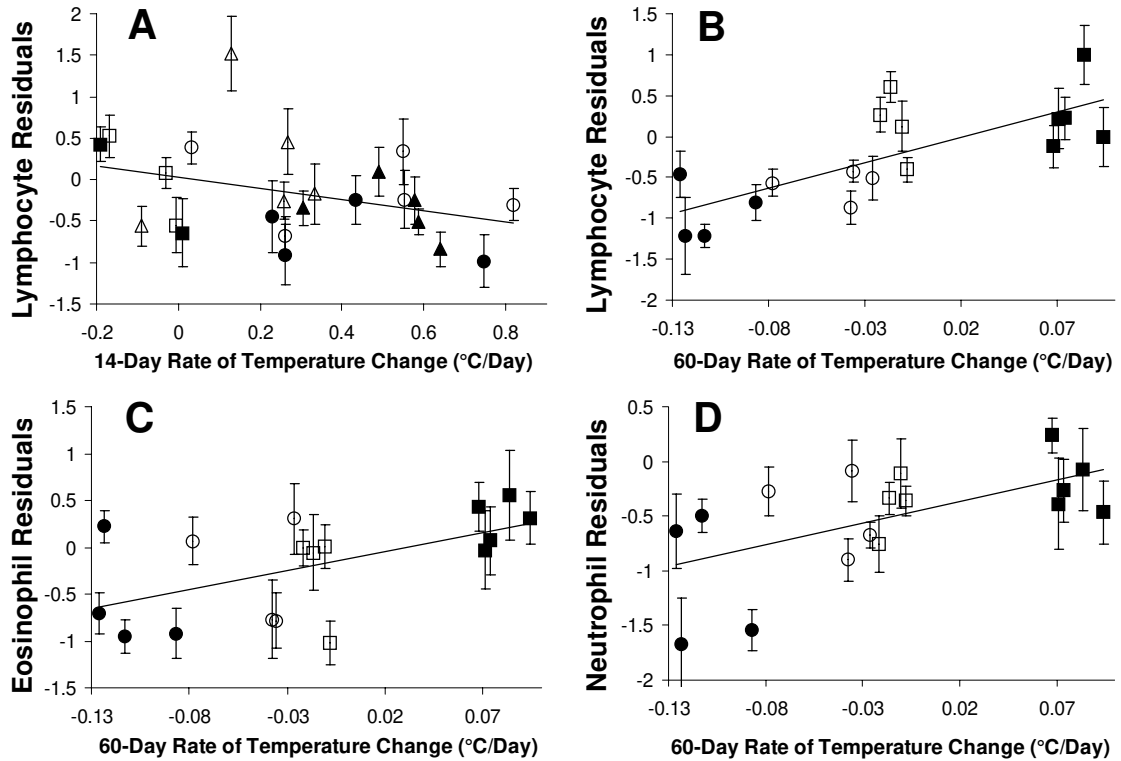 A
Lymphocyte Residuals
2
1.5
1
0.5
0
-0.5
-1
-1.5
-0.2 0 0.2 0.4 0.6 0.8
14-Day Rate of Temperature Change (°C/Day)
B
Lymphocyte Residuals
1.5
1
0.5
0
-0.5
-1
-1.5
-2
-0.13 -0.08 -0.03 0.02 0.07
60-Day Rate of Temperature Change (°C/Day)
C
Eosinophil Residuals
1.5
1
0.5
0
-0.5
-1
-1.5
-0.13 -0.08 -0.03 0.02 0.07
60-Day Rate of Temperature Change (°C/Day)
D
Neutrophil Residuals
0.5
0
-0.5
-1
-1.5
-2
-0.13 -0.08 -0.03 0.02 0.07
60-Day Rate of Temperature Change (°C/Day)